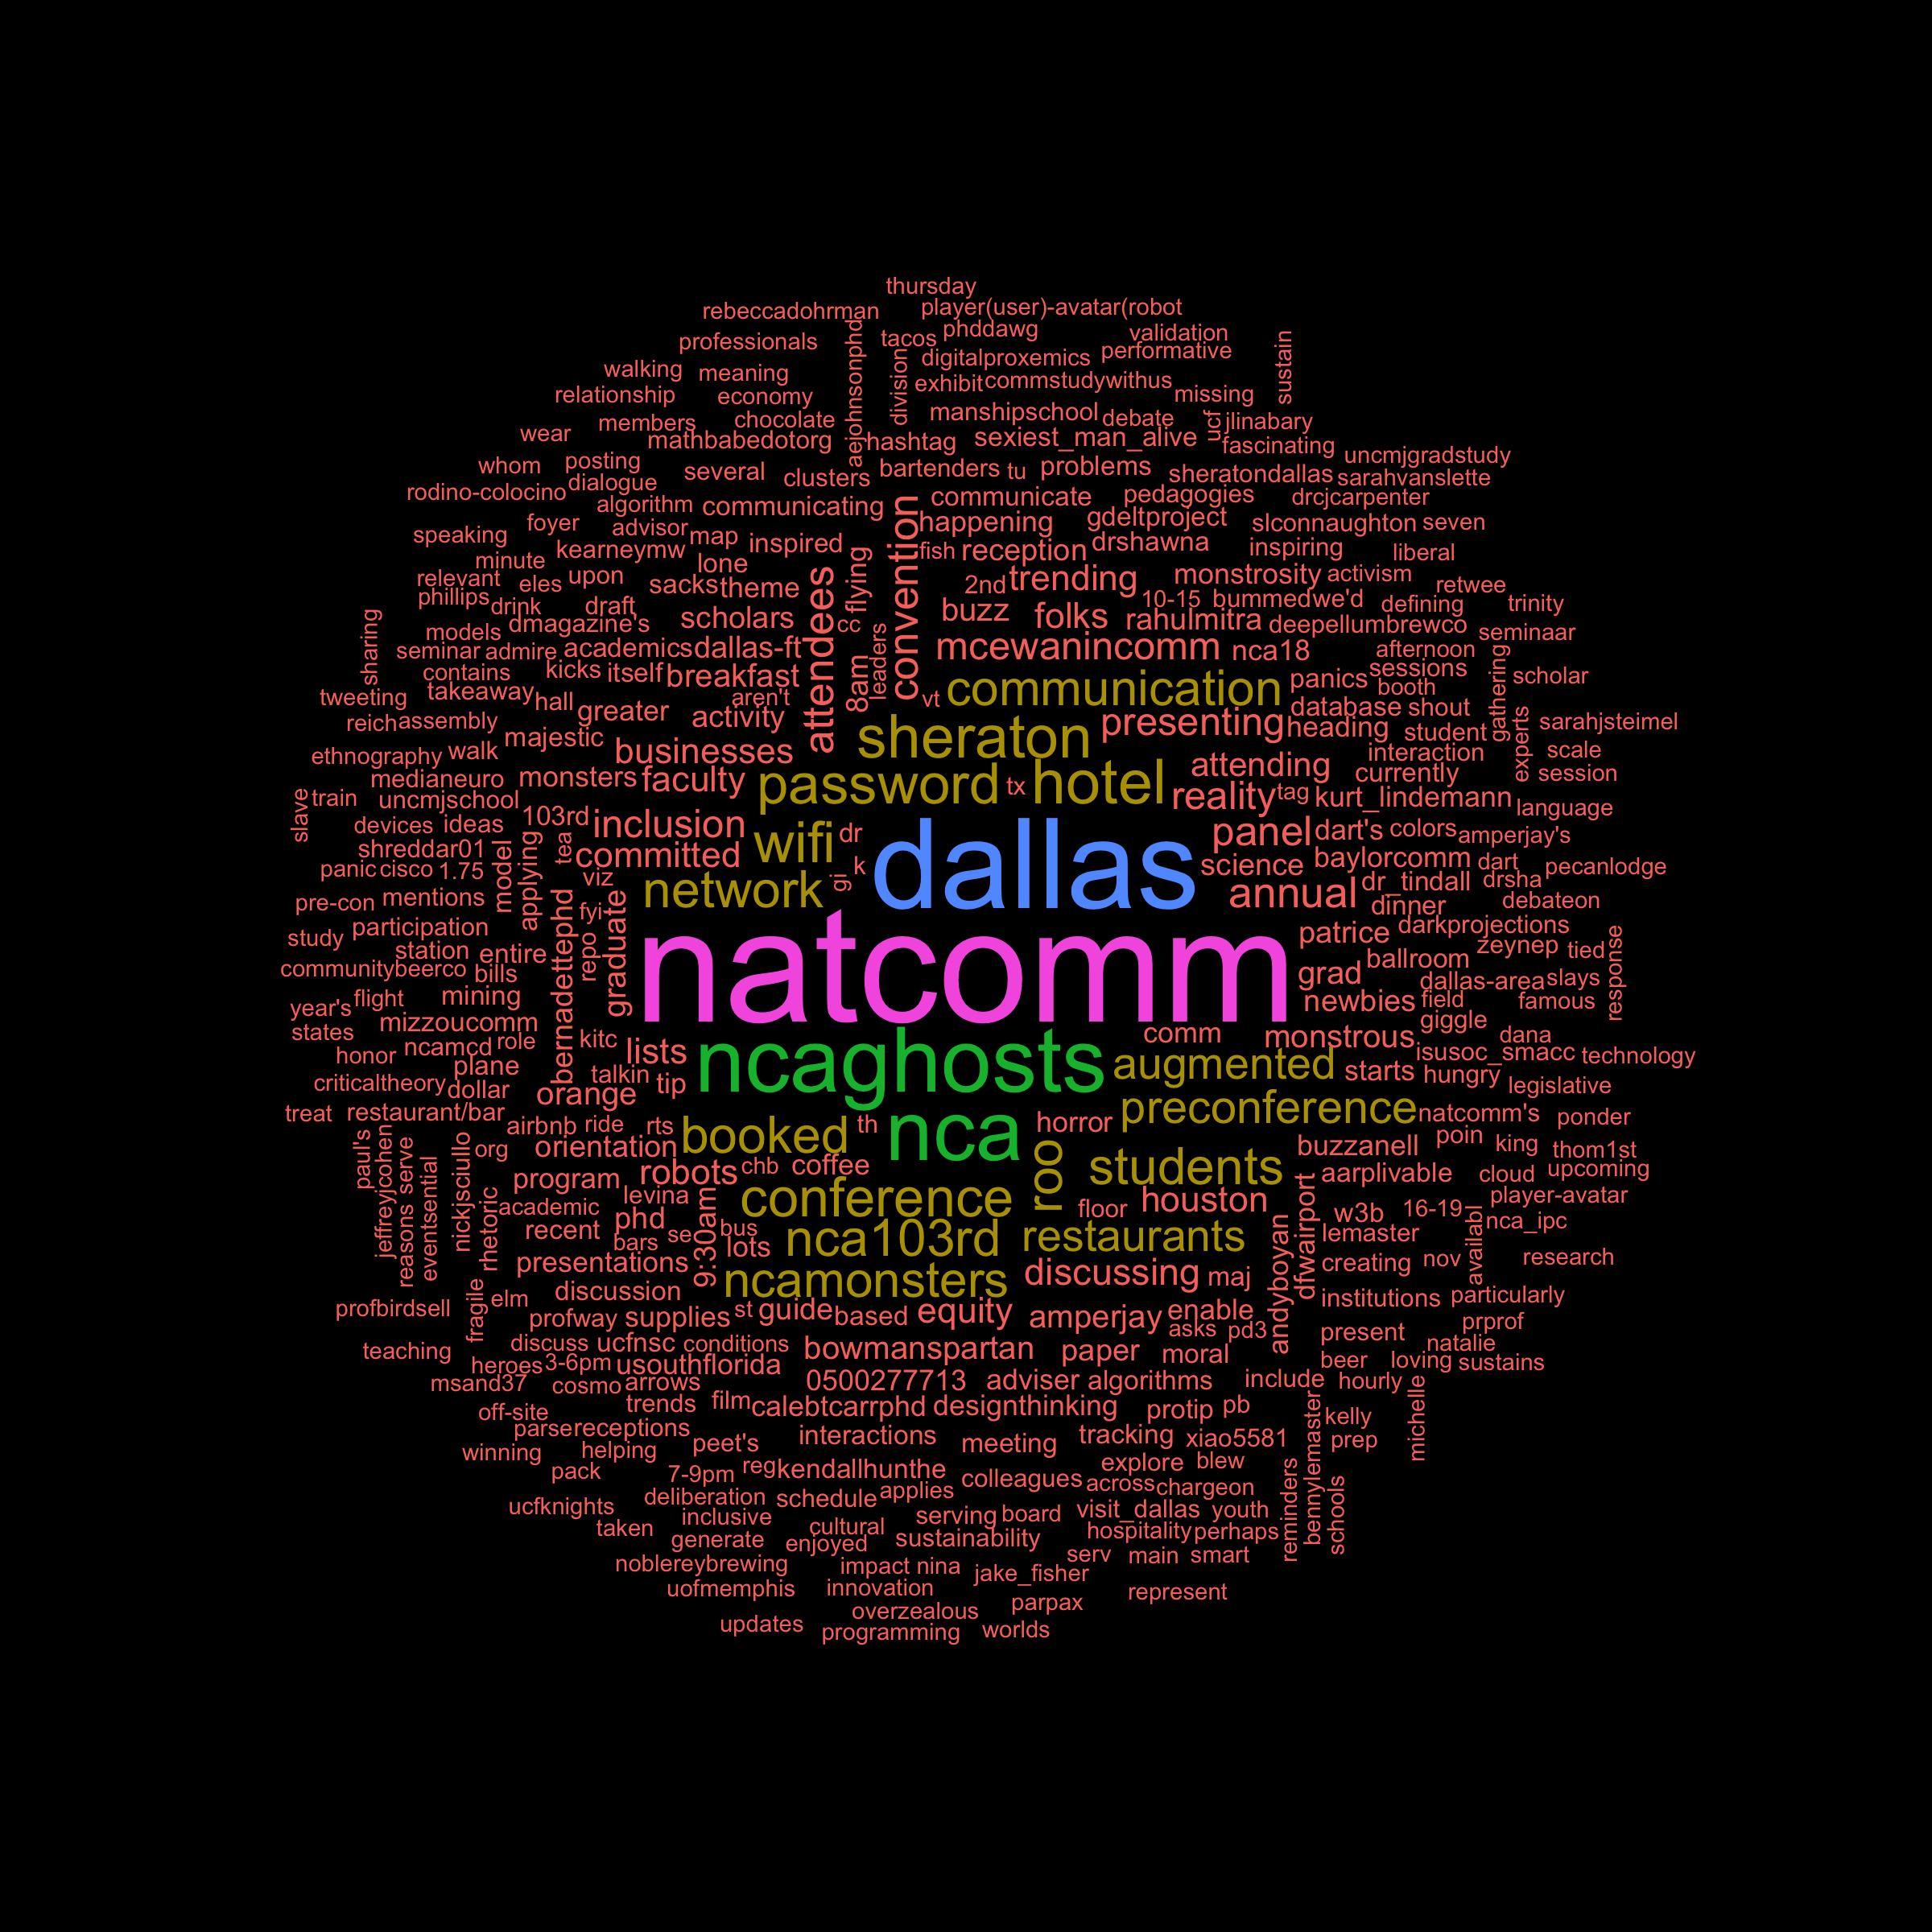 thursday
rebeccadohrman player(user)-avatar(robot
professionals aejohnsonphd tacos phddawg validation
walking meaning division digitalproxemics performative sustain
relationship economy exhibit commstudywithus missing
members chocolate manshipschool debate ucf jlinabary
wear mathbabedotorg hashtag sexiest_man_alive fascinating
whom posting several clusters bartenders tu problems sheratondallas uncmjgradstudy
rodino-colocino dialogue sarahvanslette
algorithm communicating communicate pedagogies drcjcarpenter
speaking foyer advisor map inspired convention happening gdeltproject slconnaughton seven
minute kearneymw lone flying fish reception drshawna inspiring liberal
relevant eles upon sacks theme attendees 2nd trending monstrosity activism retwee
phillips drink draft cc buzz folks 10-15 bummed we'd defining trinity
sharing models dmagazine's scholars leaders rahulmitra deepellumbrewco seminaar
seminar admire academics dallas-ft 8am mcewanincomm nca18 afternoon gathering
contains kicks itself breakfast communication panics sessions scholar
tweeting takeaway hall aren't vt database booth shout
reich assembly greater activity presenting heading student experts sarahjsteimel
ethnography walk majestic businesses sheraton interaction scale
medianeuro monsters faculty password tx hotel attending currently session
slave train uncmjschool 103rd reality tag kurt_lindemann language
devices ideas inclusion wifi dr dallas panel dart's colors amperjay's
shreddar01 model applying tea committed k science baylorcomm dart pecanlodge
panic cisco 1.75 viz network gi annual dr_tindall drsha
pre-con mentions bernadettephd fyi graduate dinner debateon
participation natcomm patrice darkprojections
study station entire repo ballroom zeynep tied response
communitybeerco bills grad dallas-area slays
year's flight mining newbies field famous
states mizzoucomm comm monstrous giggle dana
honor ncamcd role kitc lists ncaghosts isusoc_smacc technology
plane talkin tip augmented starts hungry
criticaltheory dollar orange legislative
treat restaurant/bar airbnb ride rts booked th nca horror preconference natcomm's ponder
paul's jeffreyjcohen nickjsciullo org orientation buzzanell poin king thom1st
reasons serve eventsential program robots chb coffee roo students aarplivable cloud upcoming
rhetoric academic levina conference floor houston w3b 16-19 player-avatar
recent phd se bus andyboyan lemaster availabl nca_ipc
bars lots nca103rd restaurants dfwairport
presentations 9:30am creating nov research
discussion ncamonsters discussing maj
profbirdsell fragile elm institutions particularly
profway supplies st guide based equity amperjay enable prprof
teaching discuss ucfnsc conditions asks pd3 present natalie
heroes 3-6pm usouthflorida bowmanspartan paper moral beer loving sustains
msand37 cosmo arrows 0500277713 adviser algorithms include hourly
off-site trends film calebtcarrphd designthinking protip pb kelly michelle
parse receptions interactions meeting tracking xiao5581 bennylemaster prep
winning helping peet's
pack 7-9pm reg kendallhunthe colleagues explore blew reminders
deliberation schedule applies across chargeon schools
ucfknights inclusive serving board visit_dallas youth
taken cultural hospitality perhaps
generate enjoyed sustainability serv main smart
noblereybrewing impact nina jake_fisher
uofmemphis innovation represent
overzealous parpax
updates programming worlds